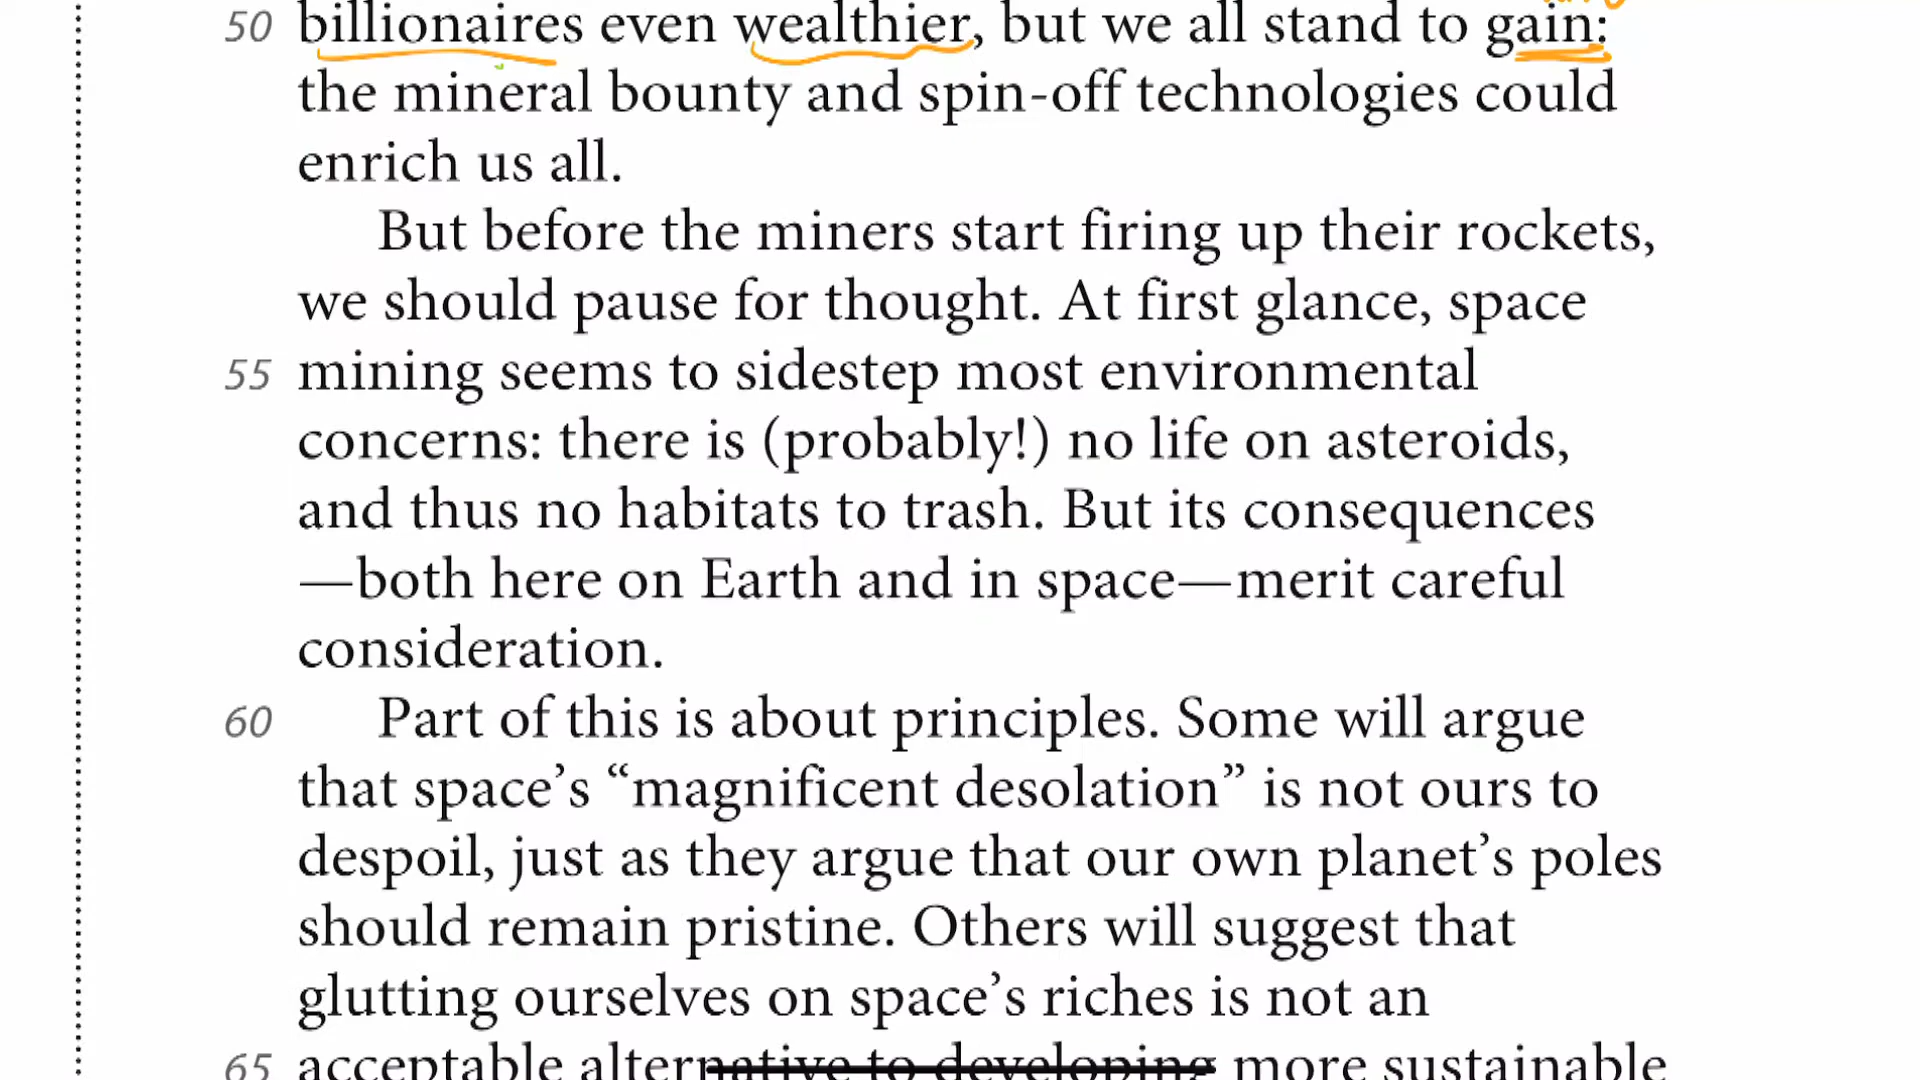 50 billionaires even wealthier, but we all stand to gain:
the mineral bounty and spin-off technologies could
enrich us all.
But before the miners start firing up their rockets,
we should pause for thought. At first glance, space
55 mining seems to sidestep most environmental
concerns: there is (probably!) no life on asteroids,
and thus no habitats to trash. But its consequences
—both here on Earth and in space—merit careful
consideration.
60 Part of this is about principles. Some will argue
that space’s “magnificent desolation” is not ours to
despoil, just as they argue that our own planet’s poles
should remain pristine. Others will suggest that
glutting ourselves on space’s riches is not an
65 acceptable alternative to developing more sustainable